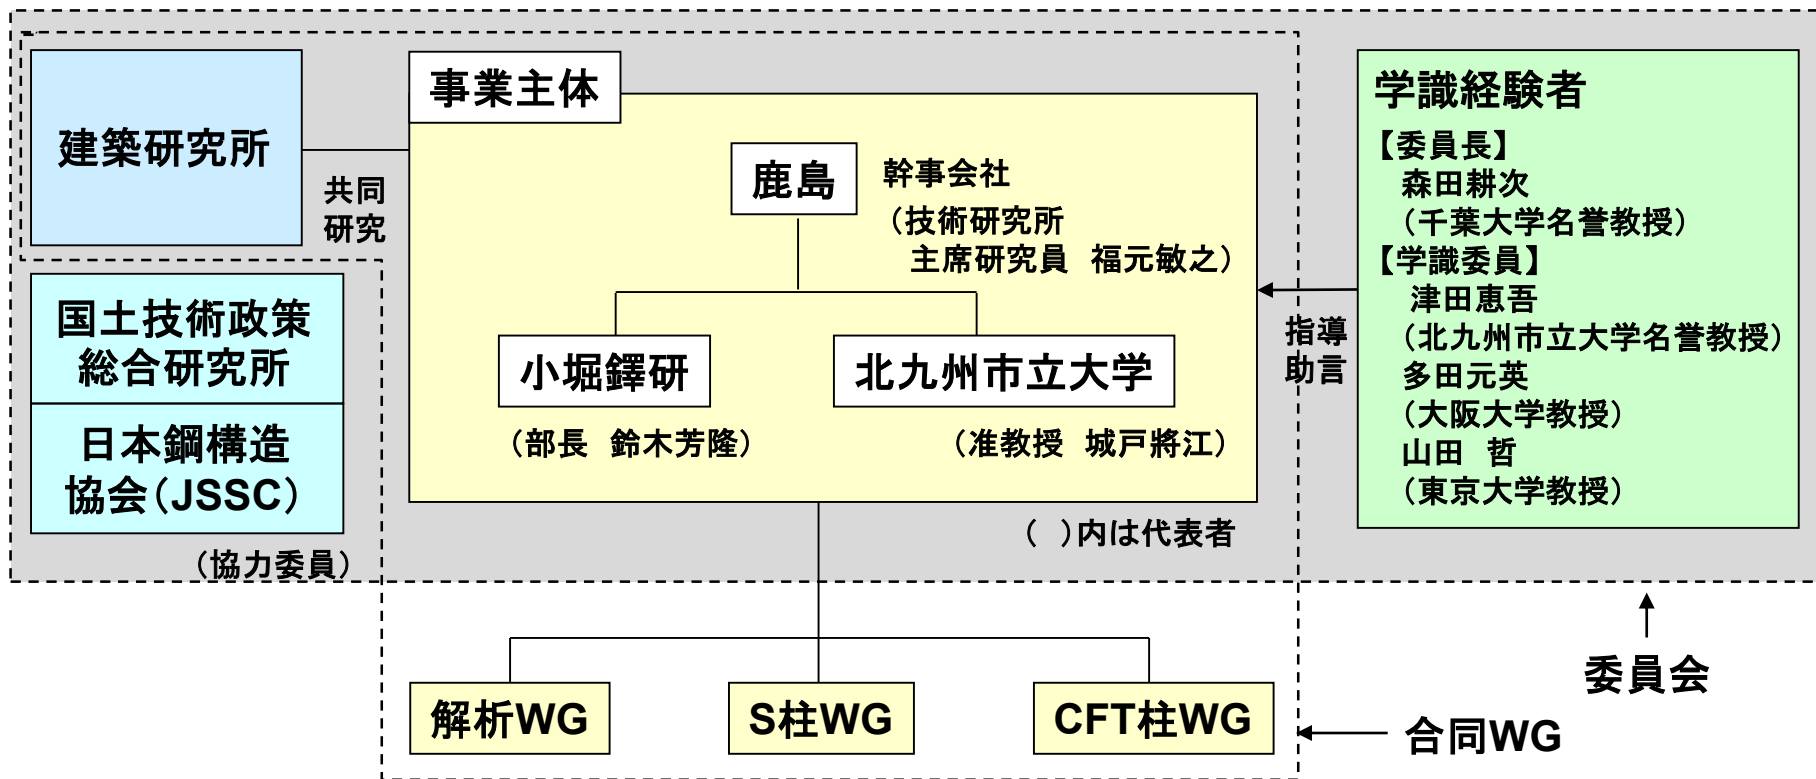 建築研究所
共同
研究
国土技術政策
総合研究所
日本鋼構造
協会（JSSC）
（協力委員）
事業主体
鹿島
幹事会社
（技術研究所
主席研究員　福元敏之）
小堀鐸研
（部長　鈴木芳隆）
北九州市立大学
（准教授　城戸將江）
（　）内は代表者
指導
助言
学識経験者
【委員長】
森田耕次
（千葉大学名誉教授）
【学識委員】
津田恵吾
（北九州市立大学名誉教授）
多田元英
（大阪大学教授）
山田　哲
（東京大学教授）
解析WG
S柱WG
CFT柱WG
委員会
合同WG